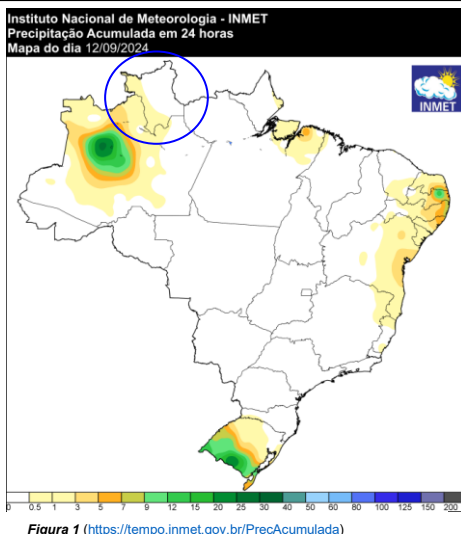 Instituto Nacional de Meteorologia - INMET
Precipitação Acumulada em 24 horas
Mapa do dia 12/09/2024
INMET
0.5 1 3 5 7 9 12 15 20 25 30 40 50 60 80 100 125 150 200
Figura 1 (https://tempo.inmet.gov.br/PrecAcumulada)